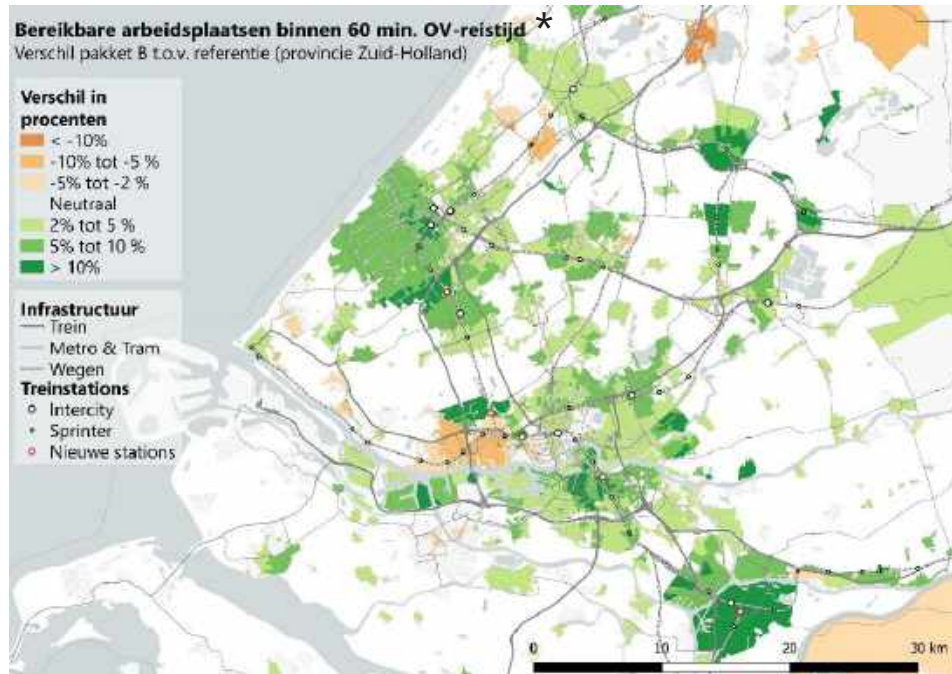 Bereikbare arbeidsplaatsen binnen 60 min. OV-reistijd *
Verschil pakket B t.o.v. referentie (provincie Zuid-Holland)
Verschil in
procenten
< -10%
-10% tot -5 %
-5% tot -2 %
Neutraal
2% tot 5 %
5% tot 10 %
> 10%
Infrastructuur
Trein
Metro & Tram
Wegen
Treinstations
Intercity
Sprinter
Nieuwe stations
0 10 20 30 km